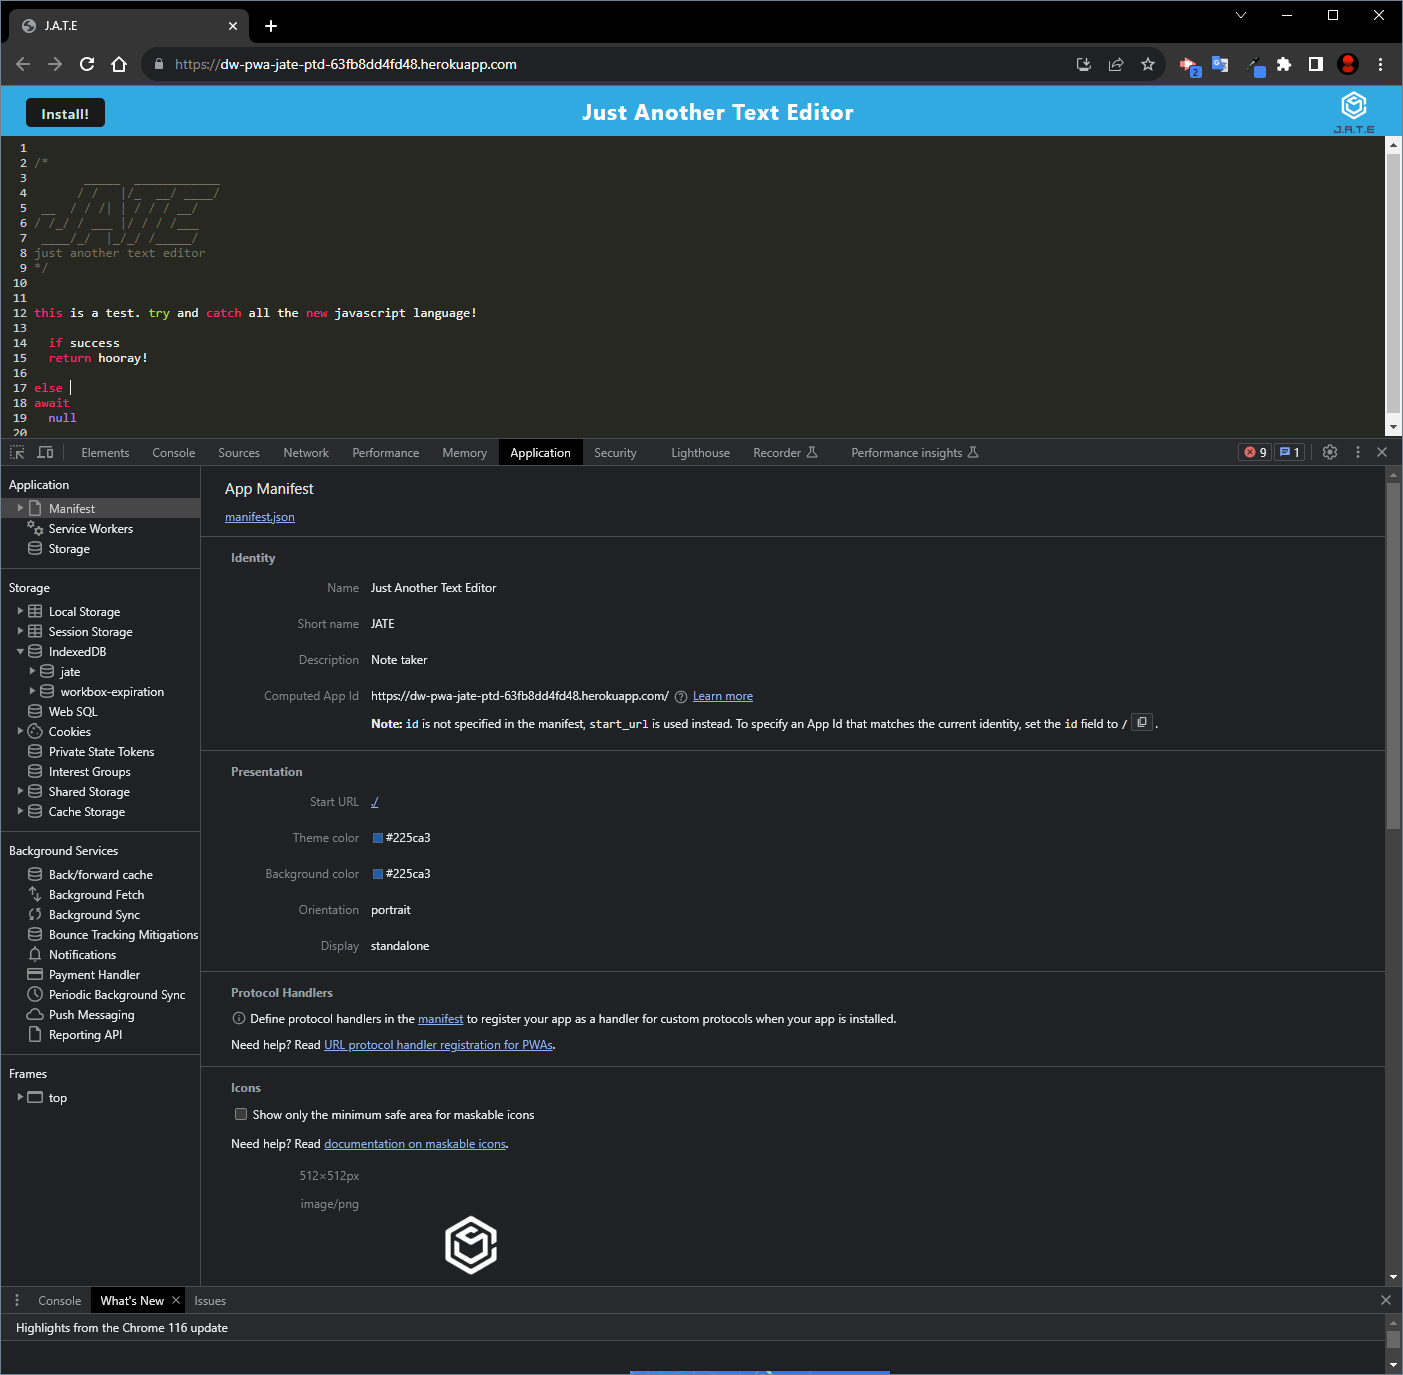 J.A.T.E
https://dw-pwa-jate-ptd-63fb8dd4fd48.herokuapp.com
2
Install!
Just Another Text Editor
J.A.T.E
1
2 /*
3 _____ ____________
4 / / |/_ __/ ____/
5 __ / / /| | / / / __/
6 / /_/ / ___ |/ / / /___
7 ____/_/ |_/_/ /_____/
8 just another text editor
9 */
10
11
12 this is a test. try and catch all the new javascript language!
13
14 if success
15 return hooray!
16
17 else
18 await
19 null
20
Elements Console Sources Network Performance Memory Application Security Lighthouse Recorder Performance insights 9 1
Application
Manifest
Service Workers
Storage
Storage
Local Storage
Session Storage
IndexedDB
jate
workbox-expiration
Web SQL
Cookies
Private State Tokens
Interest Groups
Shared Storage
Cache Storage
Background Services
Back/forward cache
Background Fetch
Background Sync
Bounce Tracking Mitigations
Notifications
Payment Handler
Periodic Background Sync
Push Messaging
Reporting API
Frames
top
App Manifest
manifest.json
Identity
Name Just Another Text Editor
Short name JATE
Description Note taker
Computed App Id https://dw-pwa-jate-ptd-63fb8dd4fd48.herokuapp.com/ ? Learn more
Note: id is not specified in the manifest, start_url is used instead. To specify an App Id that matches the current identity, set the id field to / .
Presentation
Start URL ./
Theme color #225ca3
Background color #225ca3
Orientation portrait
Display standalone
Protocol Handlers
Define protocol handlers in the manifest to register your app as a handler for custom protocols when your app is installed.
Need help? Read URL protocol handler registration for PWAs.
Icons
Show only the minimum safe area for maskable icons
Need help? Read documentation on maskable icons.
512×512px
image/png
Console What's New Issues
Highlights from the Chrome 116 update